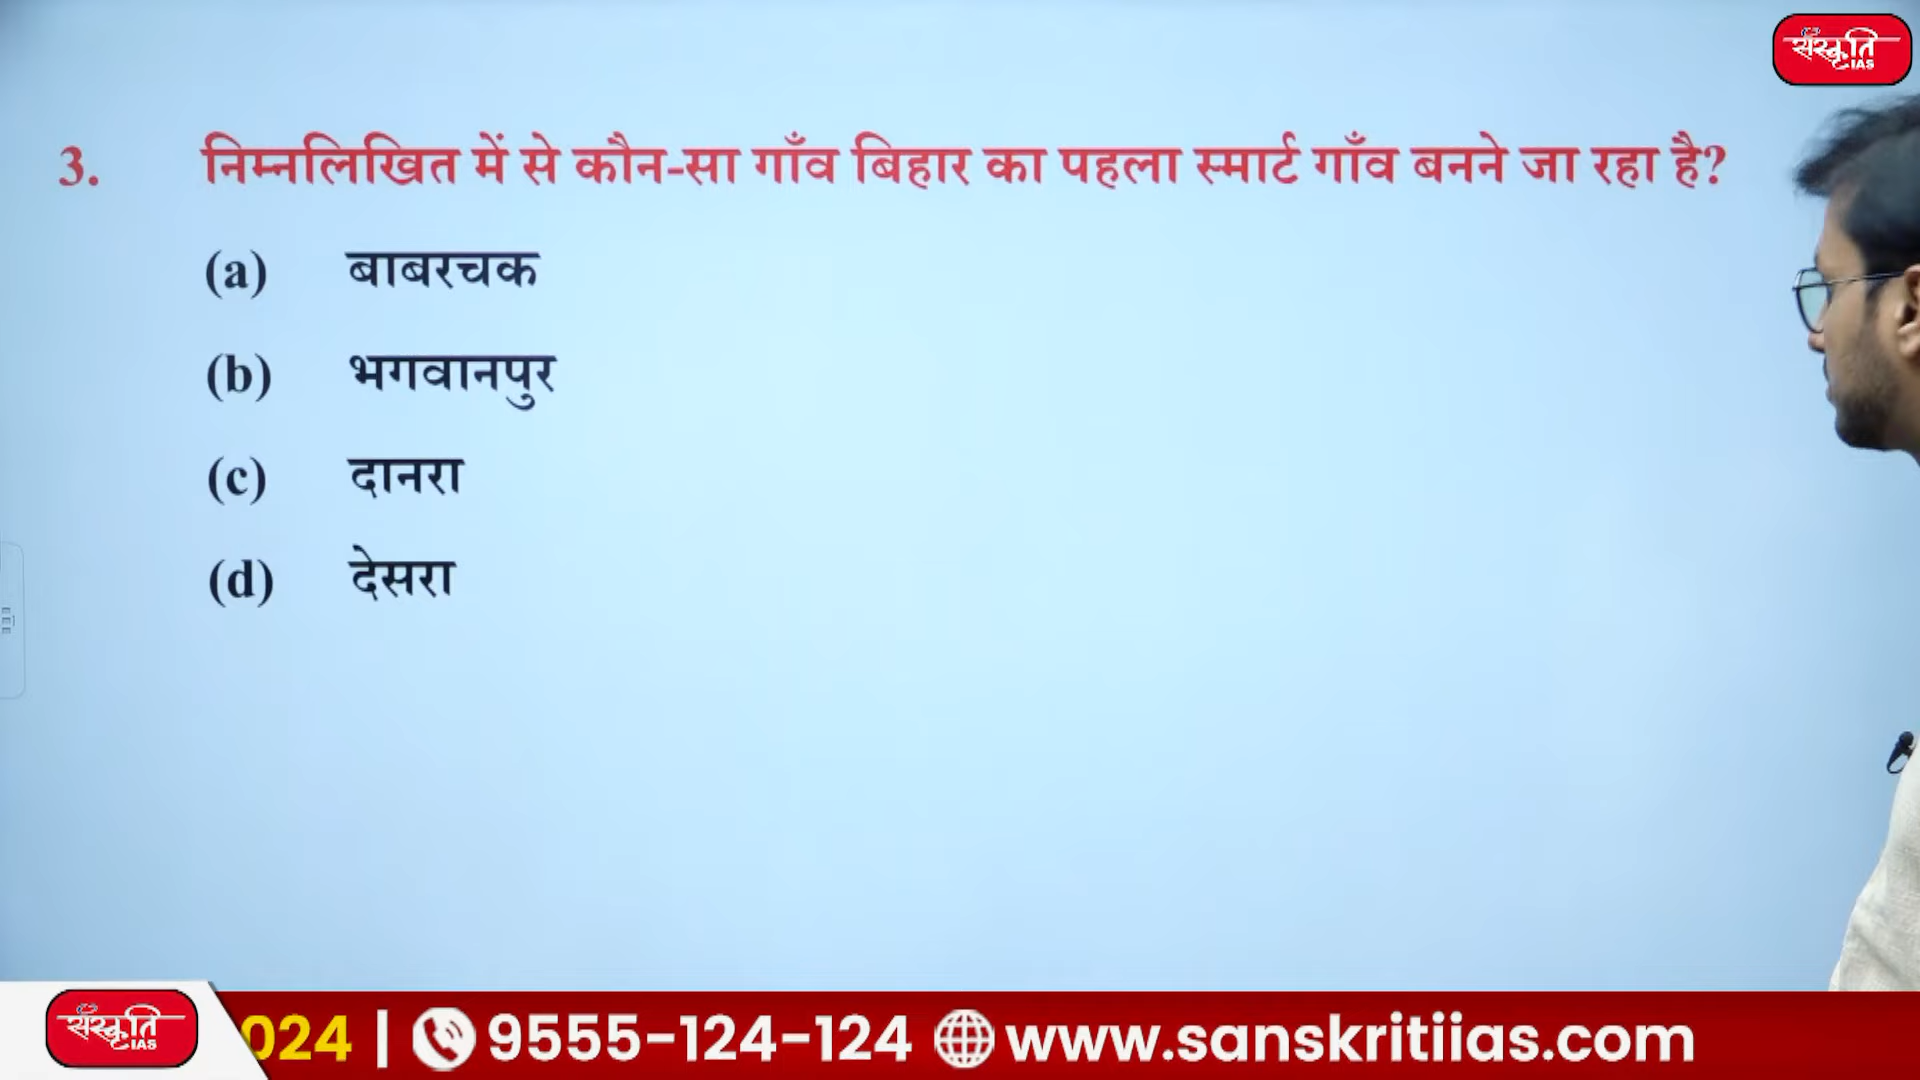 संस्कृति
IAS
3. निम्नलिखित में से कौन-सा गाँव बिहार का पहला स्मार्ट गाँव बनने जा रहा है?
(a) बाबरचक
(b) भगवानपुर
(c) दानरा
(d) देसरा
संस्कृति
IAS
024 | 9555-124-124 www.sanskritiias.com